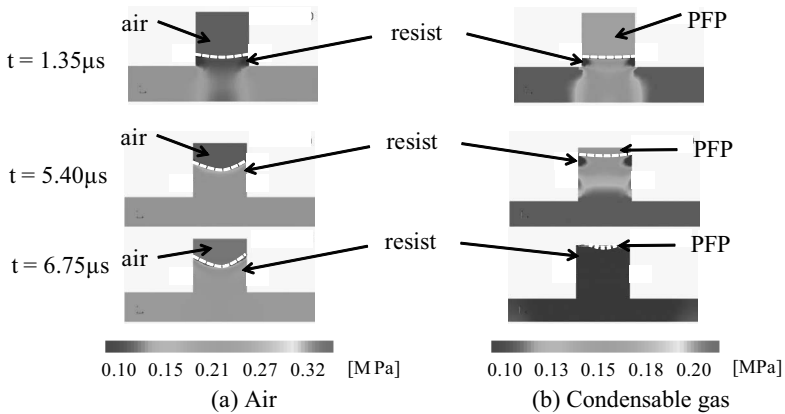 air
resist
PFP
t = 1.35μs
air
resist
PFP
t = 5.40μs
air
resist
PFP
t = 6.75μs
0.10 0.15 0.21 0.27 0.32 [M Pa]
0.10 0.13 0.15 0.18 0.20 [MPa]
(a) Air
(b) Condensable gas